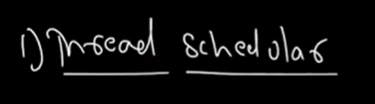 1) Thread schedular